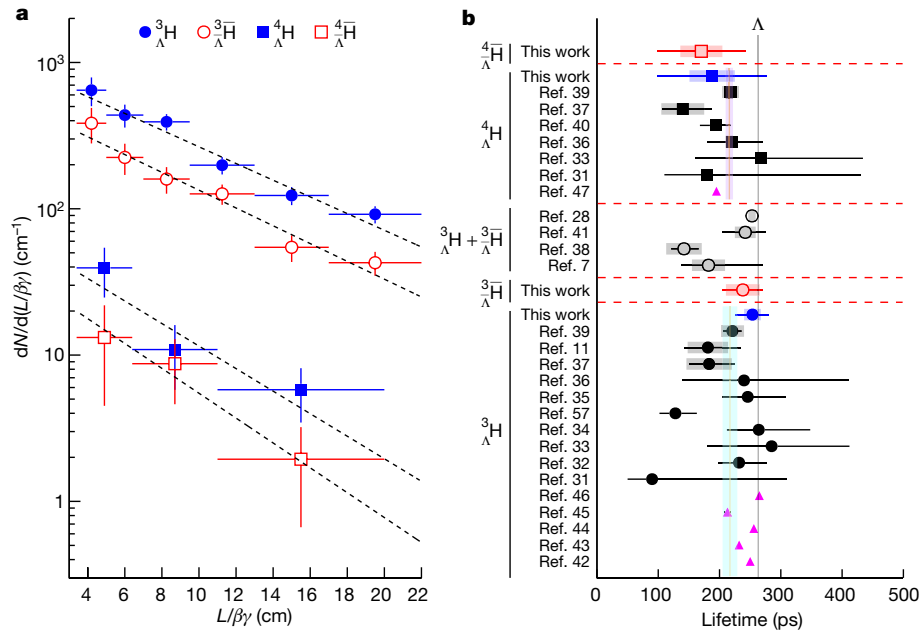 a
³ΛH ³Λ̅H̅ ⁴ΛH ⁴Λ̅H̅
10³
10²
10
1
dN/d(L/βγ) (cm⁻¹)
4 6 8 10 12 14 16 18 20 22
L/βγ (cm)
b
Λ
⁴Λ̅H̅
This work
⁴ΛH
This work
Ref. 39
Ref. 37
Ref. 40
Ref. 36
Ref. 33
Ref. 31
Ref. 47
³ΛH + ³Λ̅H̅
Ref. 28
Ref. 41
Ref. 38
Ref. 7
³Λ̅H̅
This work
³ΛH
This work
Ref. 39
Ref. 11
Ref. 37
Ref. 36
Ref. 35
Ref. 57
Ref. 34
Ref. 33
Ref. 32
Ref. 31
Ref. 46
Ref. 45
Ref. 44
Ref. 43
Ref. 42
0 100 200 300 400 500
Lifetime (ps)